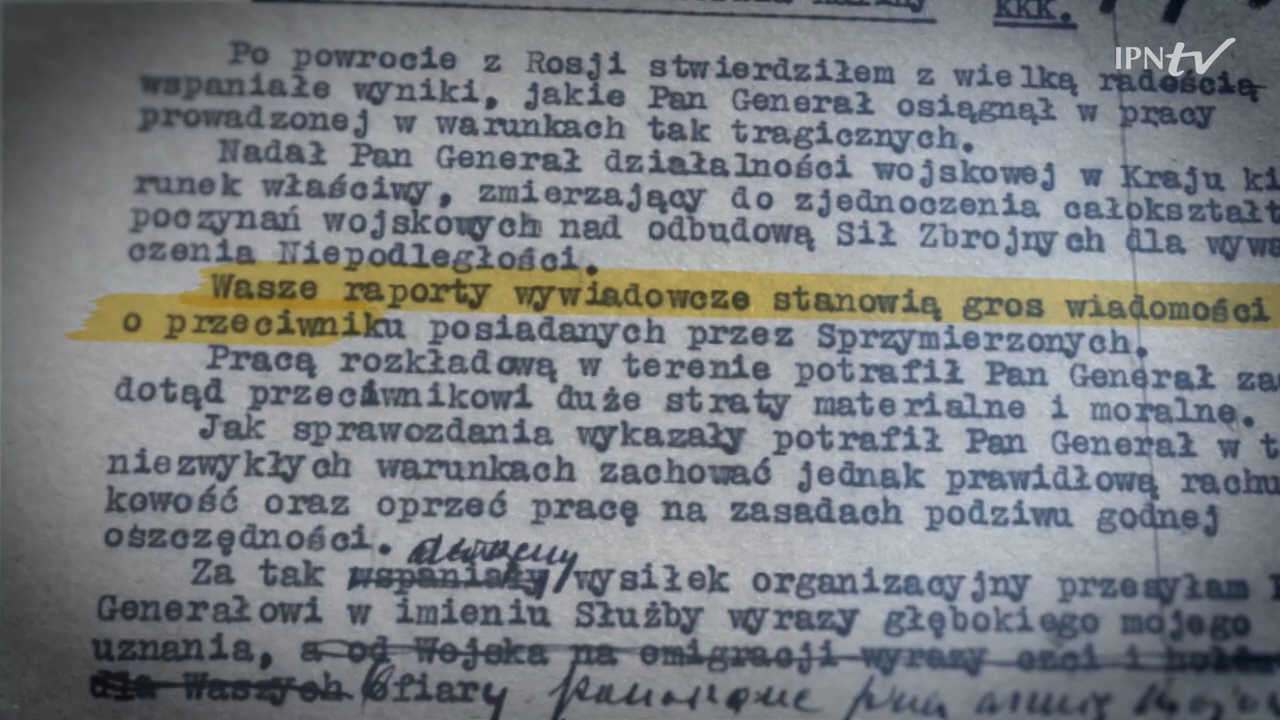 KKK.
IPNtv
Po powrocie z Rosji stwierdziłem z wielką radością
wspaniałe wyniki, jakie Pan Generał osiągnął w pracy
prowadzonej w warunkach tak tragicznych.
Nadał Pan Generał działalności wojskowej w Kraju ki
runek właściwy, zmierzający do zjednoczenia całokształt
poczynań wojskowych nad odbudową Sił Zbrojnych dla wywa
czenia Niepodległości.
Wasze raporty wywiadowcze stanowią gros wiadomości
o przeciwniku posiadanych przez Sprzymierzonych.
Pracą rozkładową w terenie potrafił Pan Generał za
dotąd przeciwnikowi duże straty materialne i moralne.
Jak sprawozdania wykazały potrafił Pan Generał w t
niezwykłych warunkach zachować jednak prawidłową rachu
kowość oraz oprzeć pracę na zasadach podziwu godnej
oszczędności.
Za tak wspaniały/wysiłek organizacyjny przesyłam
Generałowi w imieniu Służby wyrazy głębokiego mojego
uznania, a od Wojska na emigracji wyrazy czci i hołdu
dla Waszych Ofiary